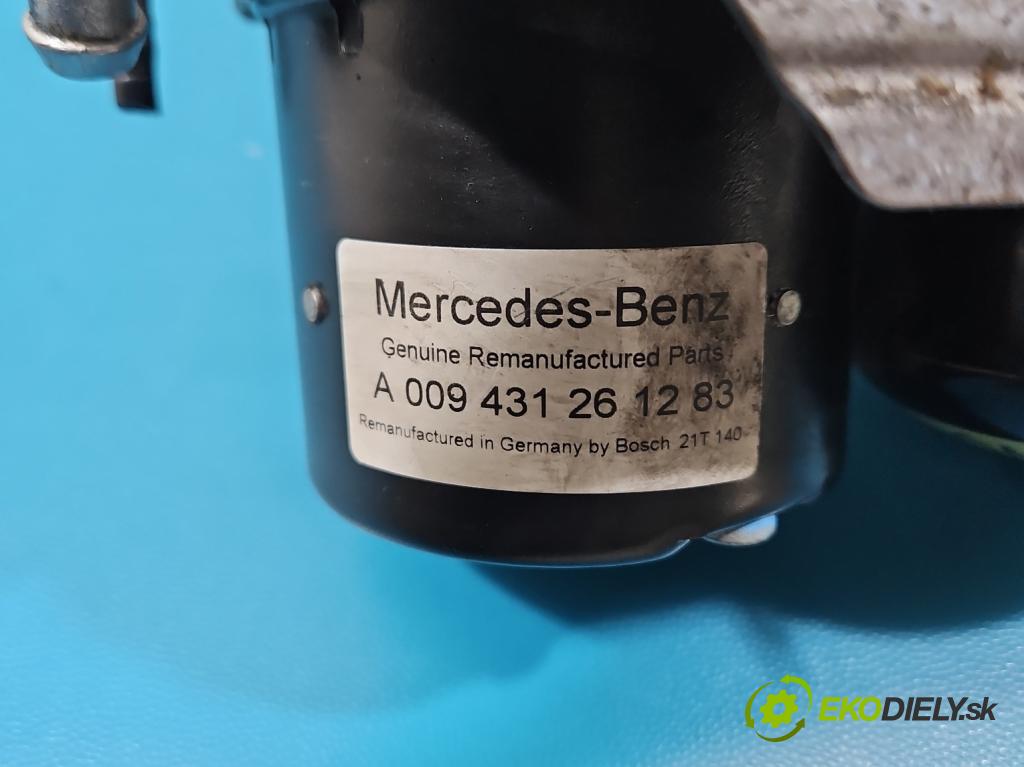 Mercedes-Benz
Genuine Remanufactured Parts
A 009 431 26 12 83
Remanufactured in Germany by Bosch 21T 140
EKODIELY.sk